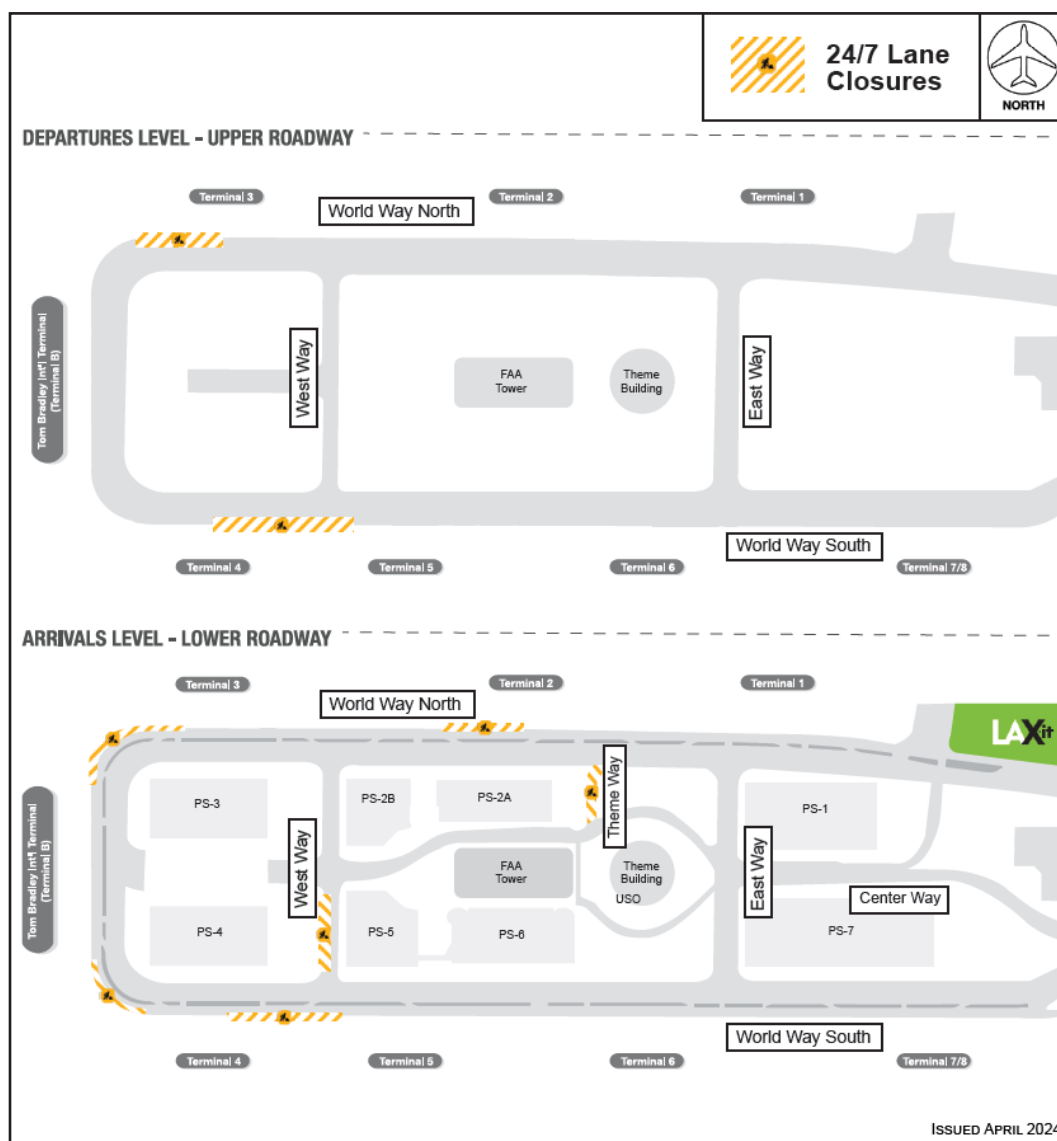 24/7 Lane
Closures
NORTH
DEPARTURES LEVEL - UPPER ROADWAY
Terminal 3
Terminal 2
Terminal 1
World Way North
Tom Bradley Int'l Terminal
(Terminal B)
West Way
FAA
Tower
Theme
Building
East Way
World Way South
Terminal 4
Terminal 5
Terminal 6
Terminal 7/8
ARRIVALS LEVEL - LOWER ROADWAY
Terminal 3
Terminal 2
Terminal 1
World Way North
LAXit
Tom Bradley Int'l Terminal
(Terminal B)
PS-3
PS-2B
PS-2A
Theme Way
PS-1
West Way
FAA
Tower
Theme
Building
USO
East Way
Center Way
PS-4
PS-5
PS-6
PS-7
World Way South
Terminal 4
Terminal 5
Terminal 6
Terminal 7/8
ISSUED APRIL 2024